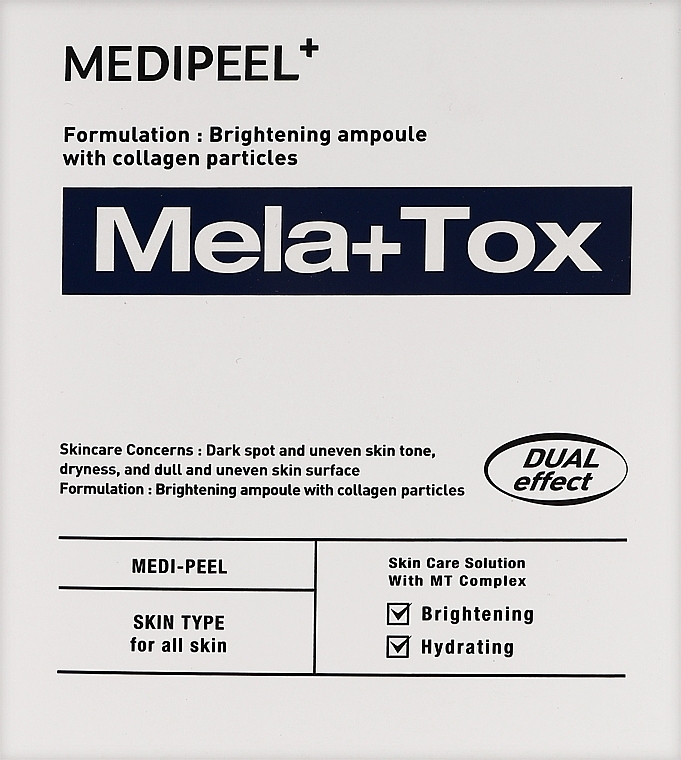 MEDIPEEL+
Formulation : Brightening ampoule
with collagen particles
Mela+Tox
Skincare Concerns : Dark spot and uneven skin tone,
dryness, and dull and uneven skin surface
Formulation : Brightening ampoule with collagen particles
DUAL
effect
MEDI-PEEL
SKIN TYPE
for all skin
Skin Care Solution
With MT Complex
Brightening
Hydrating